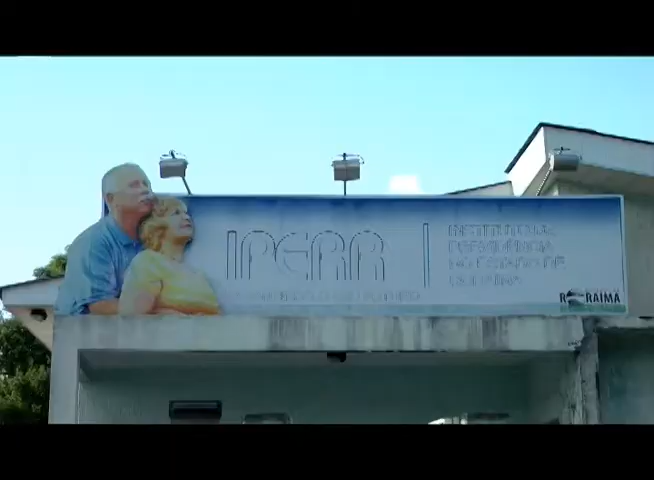 IPERR
INSTITUTO DE
PREVIDÊNCIA
DO ESTADO DE
RORAIMA
RORAIMA